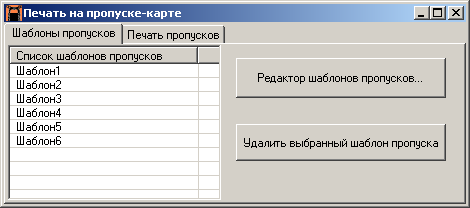 Печать на пропуске-карте
Шаблоны пропусков Печать пропусков
Список шаблонов пропусков
Шаблон1
Шаблон2
Шаблон3
Шаблон4
Шаблон5
Шаблон6
Редактор шаблонов пропусков...
Удалить выбранный шаблон пропуска